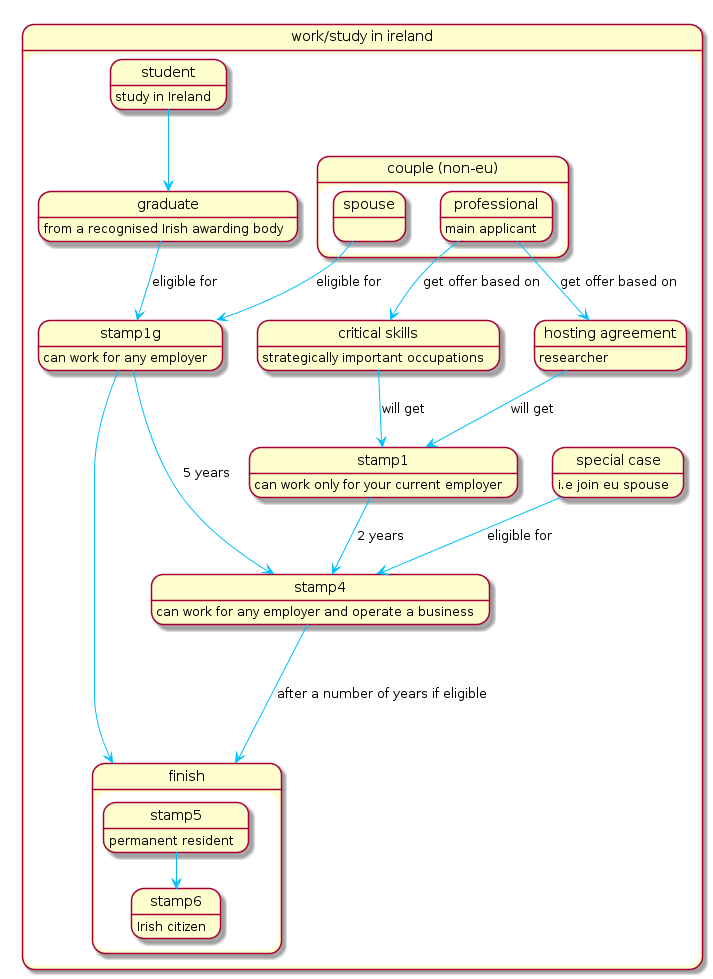 work/study in ireland
student
study in Ireland
couple (non-eu)
graduate
from a recognised Irish awarding body
spouse
professional
main applicant
eligible for
eligible for
get offer based on
get offer based on
stamp1g
can work for any employer
critical skills
strategically important occupations
hosting agreement
researcher
will get
will get
stamp1
can work only for your current employer
special case
i.e join eu spouse
5 years
2 years
eligible for
stamp4
can work for any employer and operate a business
after a number of years if eligible
finish
stamp5
permanent resident
stamp6
Irish citizen